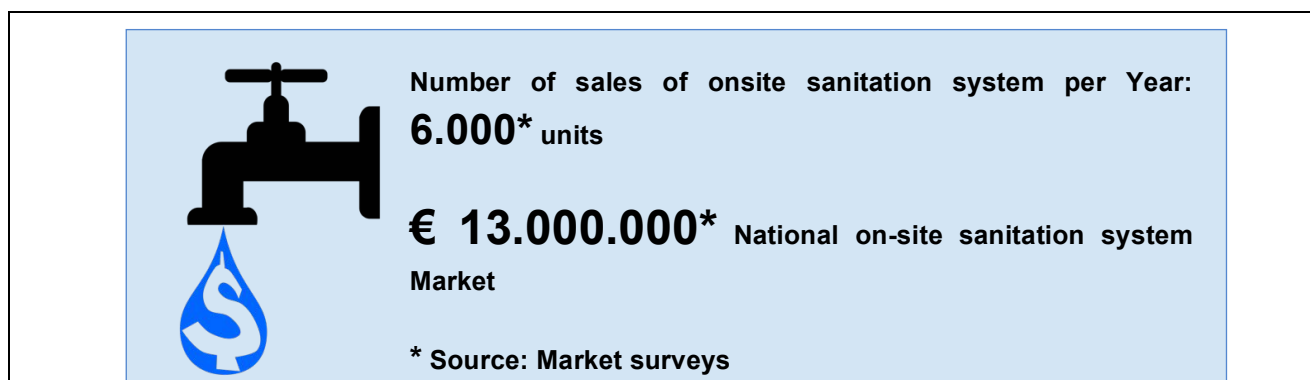 Number of sales of onsite sanitation system per Year:
6.000* units
€ 13.000.000* National on-site sanitation system
Market
* Source: Market surveys
$